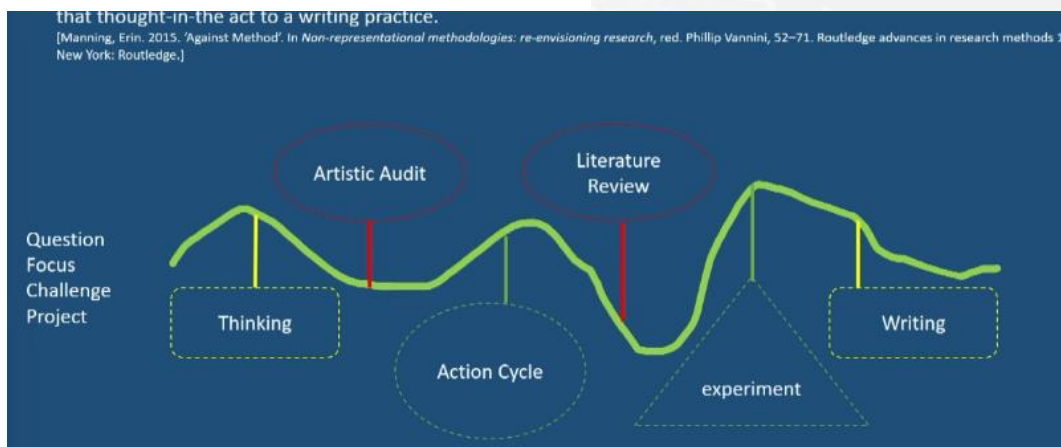 that thought-in-the act to a writing practice.
[Manning, Erin. 2015. 'Against Method'. In Non-representational methodologies: re-envisioning research, red. Phillip Vannini, 52–71. Routledge advances in research methods 1
New York: Routledge.]
Artistic Audit
Literature
Review
Question
Focus
Challenge
Project
Thinking
Action Cycle
experiment
Writing